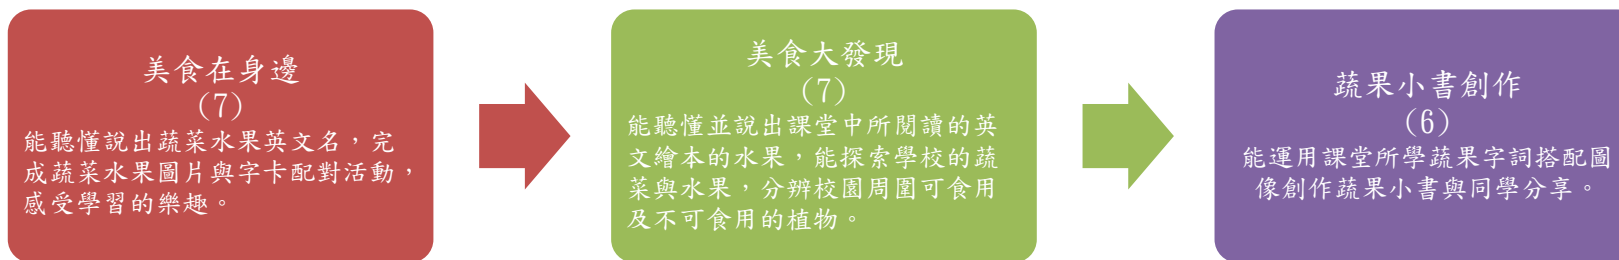 美食在身邊
(7)
能聽懂說出蔬菜水果英文名，完
成蔬菜水果圖片與字卡配對活動，
感受學習的樂趣。
美食大發現
(7)
能聽懂並說出課堂中所閱讀的英
文繪本的水果，能探索學校的蔬
菜與水果，分辨校園周圍可食用
及不可食用的植物。
蔬果小書創作
(6)
能運用課堂所學蔬果字詞搭配圖
像創作蔬果小書與同學分享。